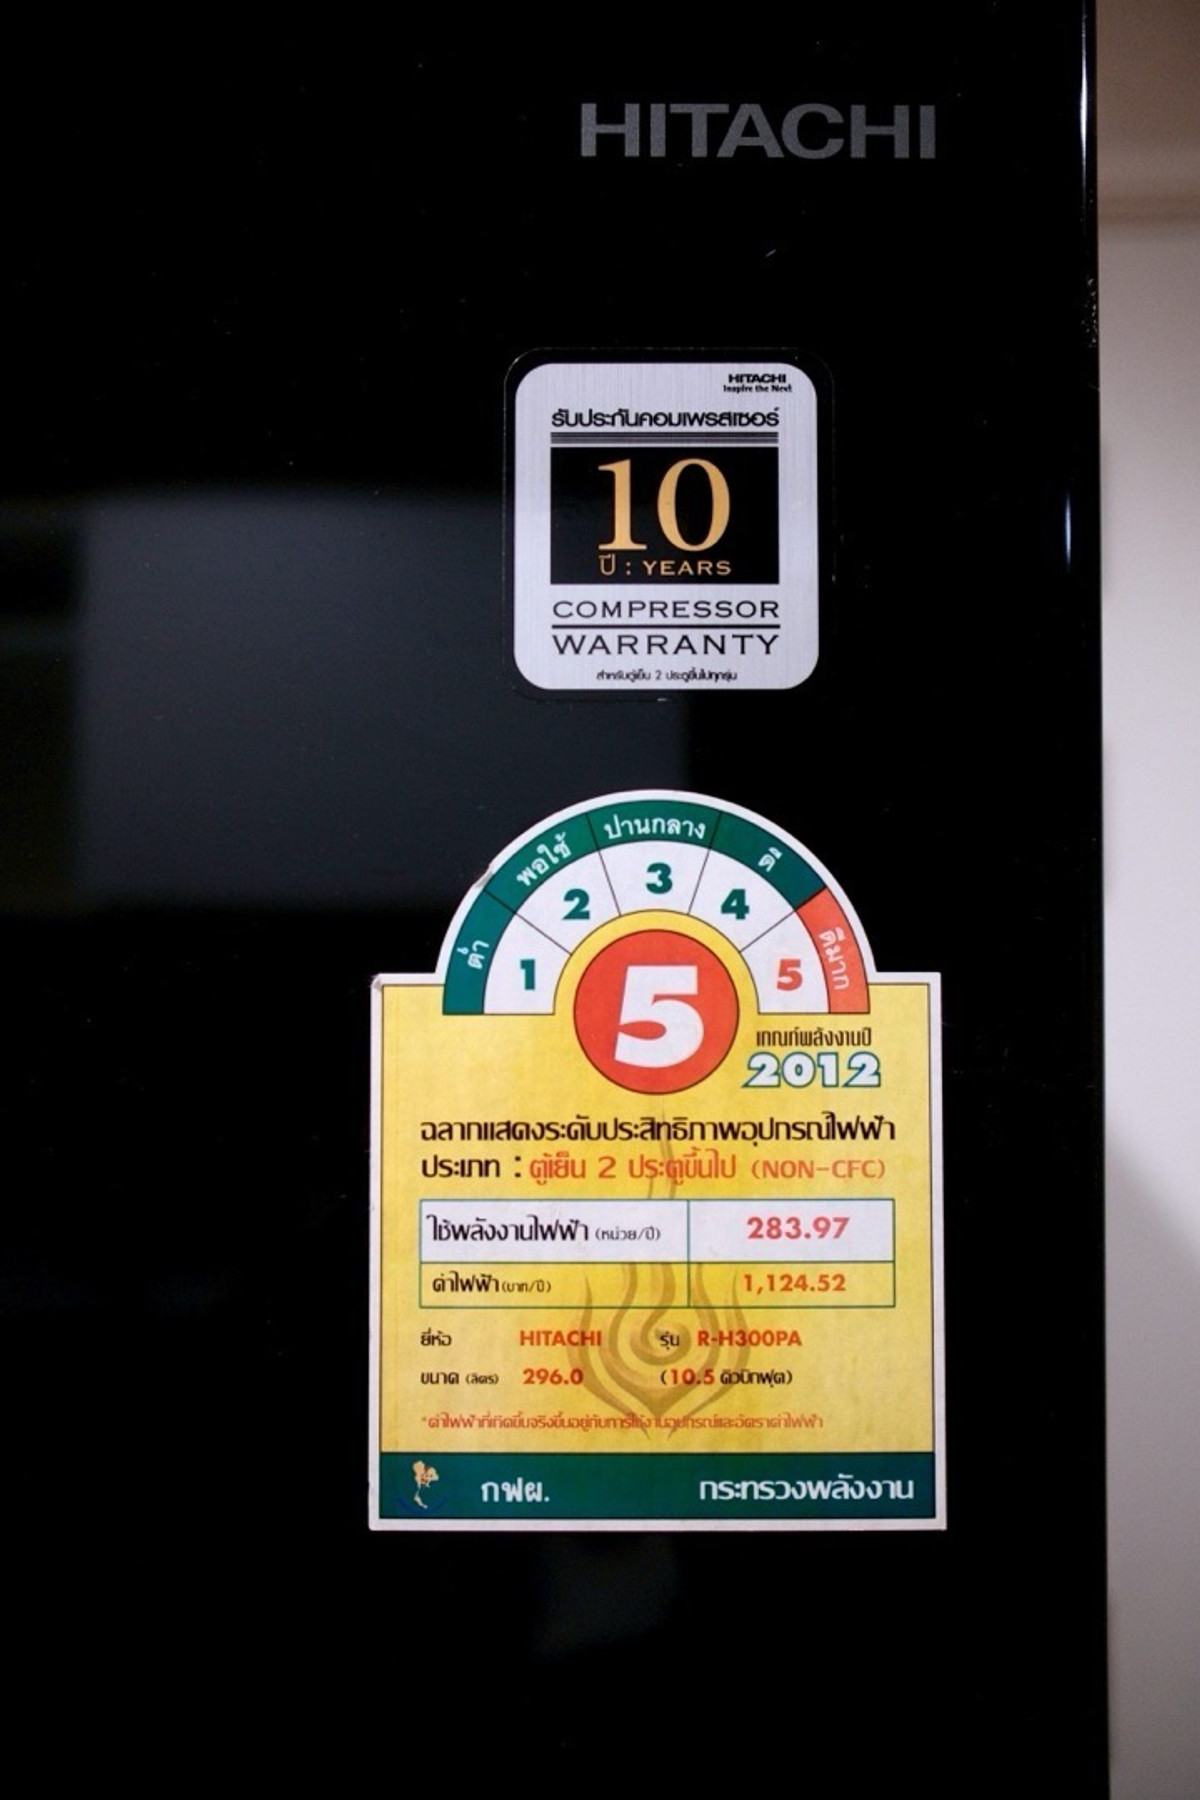 HITACHI
HITACHI
Inspire the Next
รับประกันคอมเพรสเซอร์
10
ปี : YEARS
COMPRESSOR
WARRANTY
สำหรับตู้เย็น 2 ประตูขึ้นไปทุกรุ่น
ต่ำ พอใช้ ปานกลาง ดี ดีมาก
1 2 3 4 5
5
เกณฑ์พลังงานปี
2012
ฉลากแสดงระดับประสิทธิภาพอุปกรณ์ไฟฟ้า
ประเภท : ตู้เย็น 2 ประตูขึ้นไป (NON-CFC)
ใช้พลังงานไฟฟ้า (หน่วย/ปี) 283.97
ค่าไฟฟ้า (บาท/ปี) 1,124.52
ยี่ห้อ HITACHI รุ่น R-H300PA
ขนาด (ลิตร) 296.0 (10.5 คิวบิกฟุต)
*ค่าไฟฟ้าที่เกิดขึ้นจริงขึ้นอยู่กับการใช้งานอุปกรณ์และอัตราค่าไฟฟ้า
กฟผ. กระทรวงพลังงาน